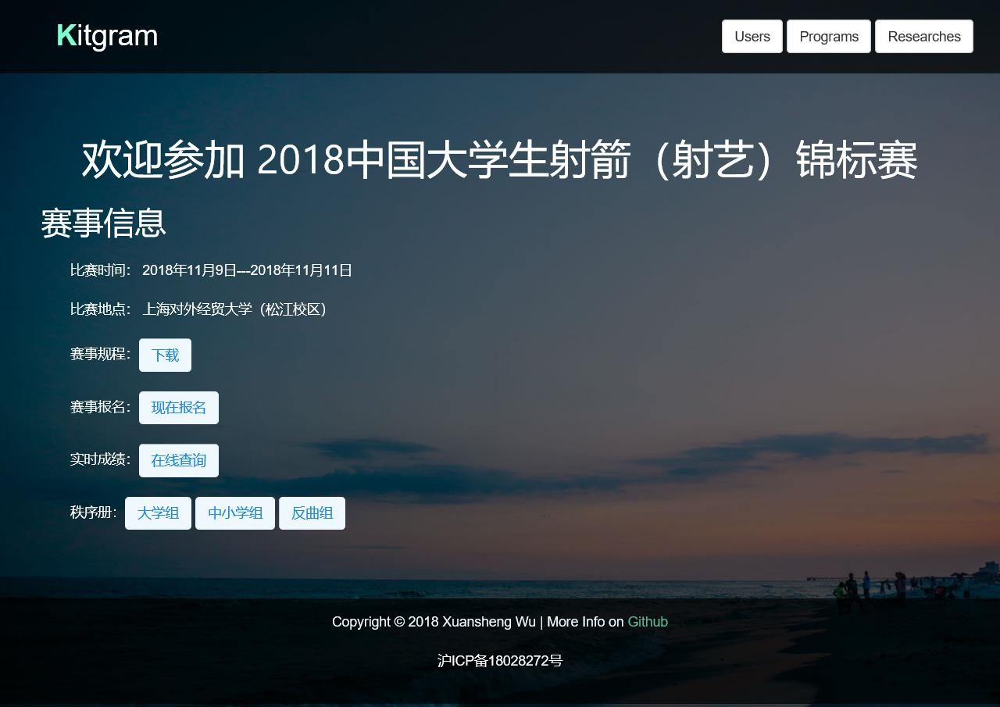 Kitgram
Users Programs Researches
欢迎参加 2018中国大学生射箭（射艺）锦标赛
赛事信息
比赛时间： 2018年11月9日---2018年11月11日
比赛地点： 上海对外经贸大学（松江校区）
赛事规程： 下载
赛事报名： 现在报名
实时成绩： 在线查询
秩序册： 大学组 中小学组 反曲组
Copyright © 2018 Xuansheng Wu | More Info on Github
沪ICP备18028272号